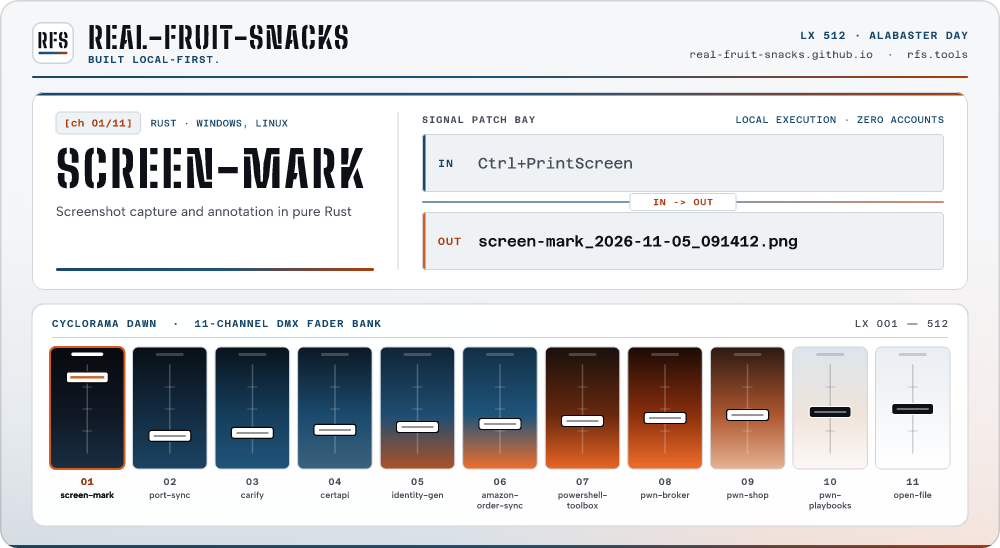 RFS
REAL-FRUIT-SNACKS
BUILT LOCAL-FIRST.
LX 512 · ALABASTER DAY
real-fruit-snacks.github.io · rfs.tools
[ch 01/11] RUST · WINDOWS, LINUX
SCREEN-MARK
Screenshot capture and annotation in pure Rust
SIGNAL PATCH BAY LOCAL EXECUTION · ZERO ACCOUNTS
IN Ctrl+PrintScreen
IN -> OUT
OUT screen-mark_2026-11-05_091412.png
CYCLORAMA DAWN · 11-CHANNEL DMX FADER BANK LX 001 — 512
01
screen-mark
02
port-sync
03
carify
04
certapi
05
identity-gen
06
amazon-
order-sync
07
powershell-
toolbox
08
pwn-broker
09
pwn-shop
10
pwn-
playbooks
11
open-file